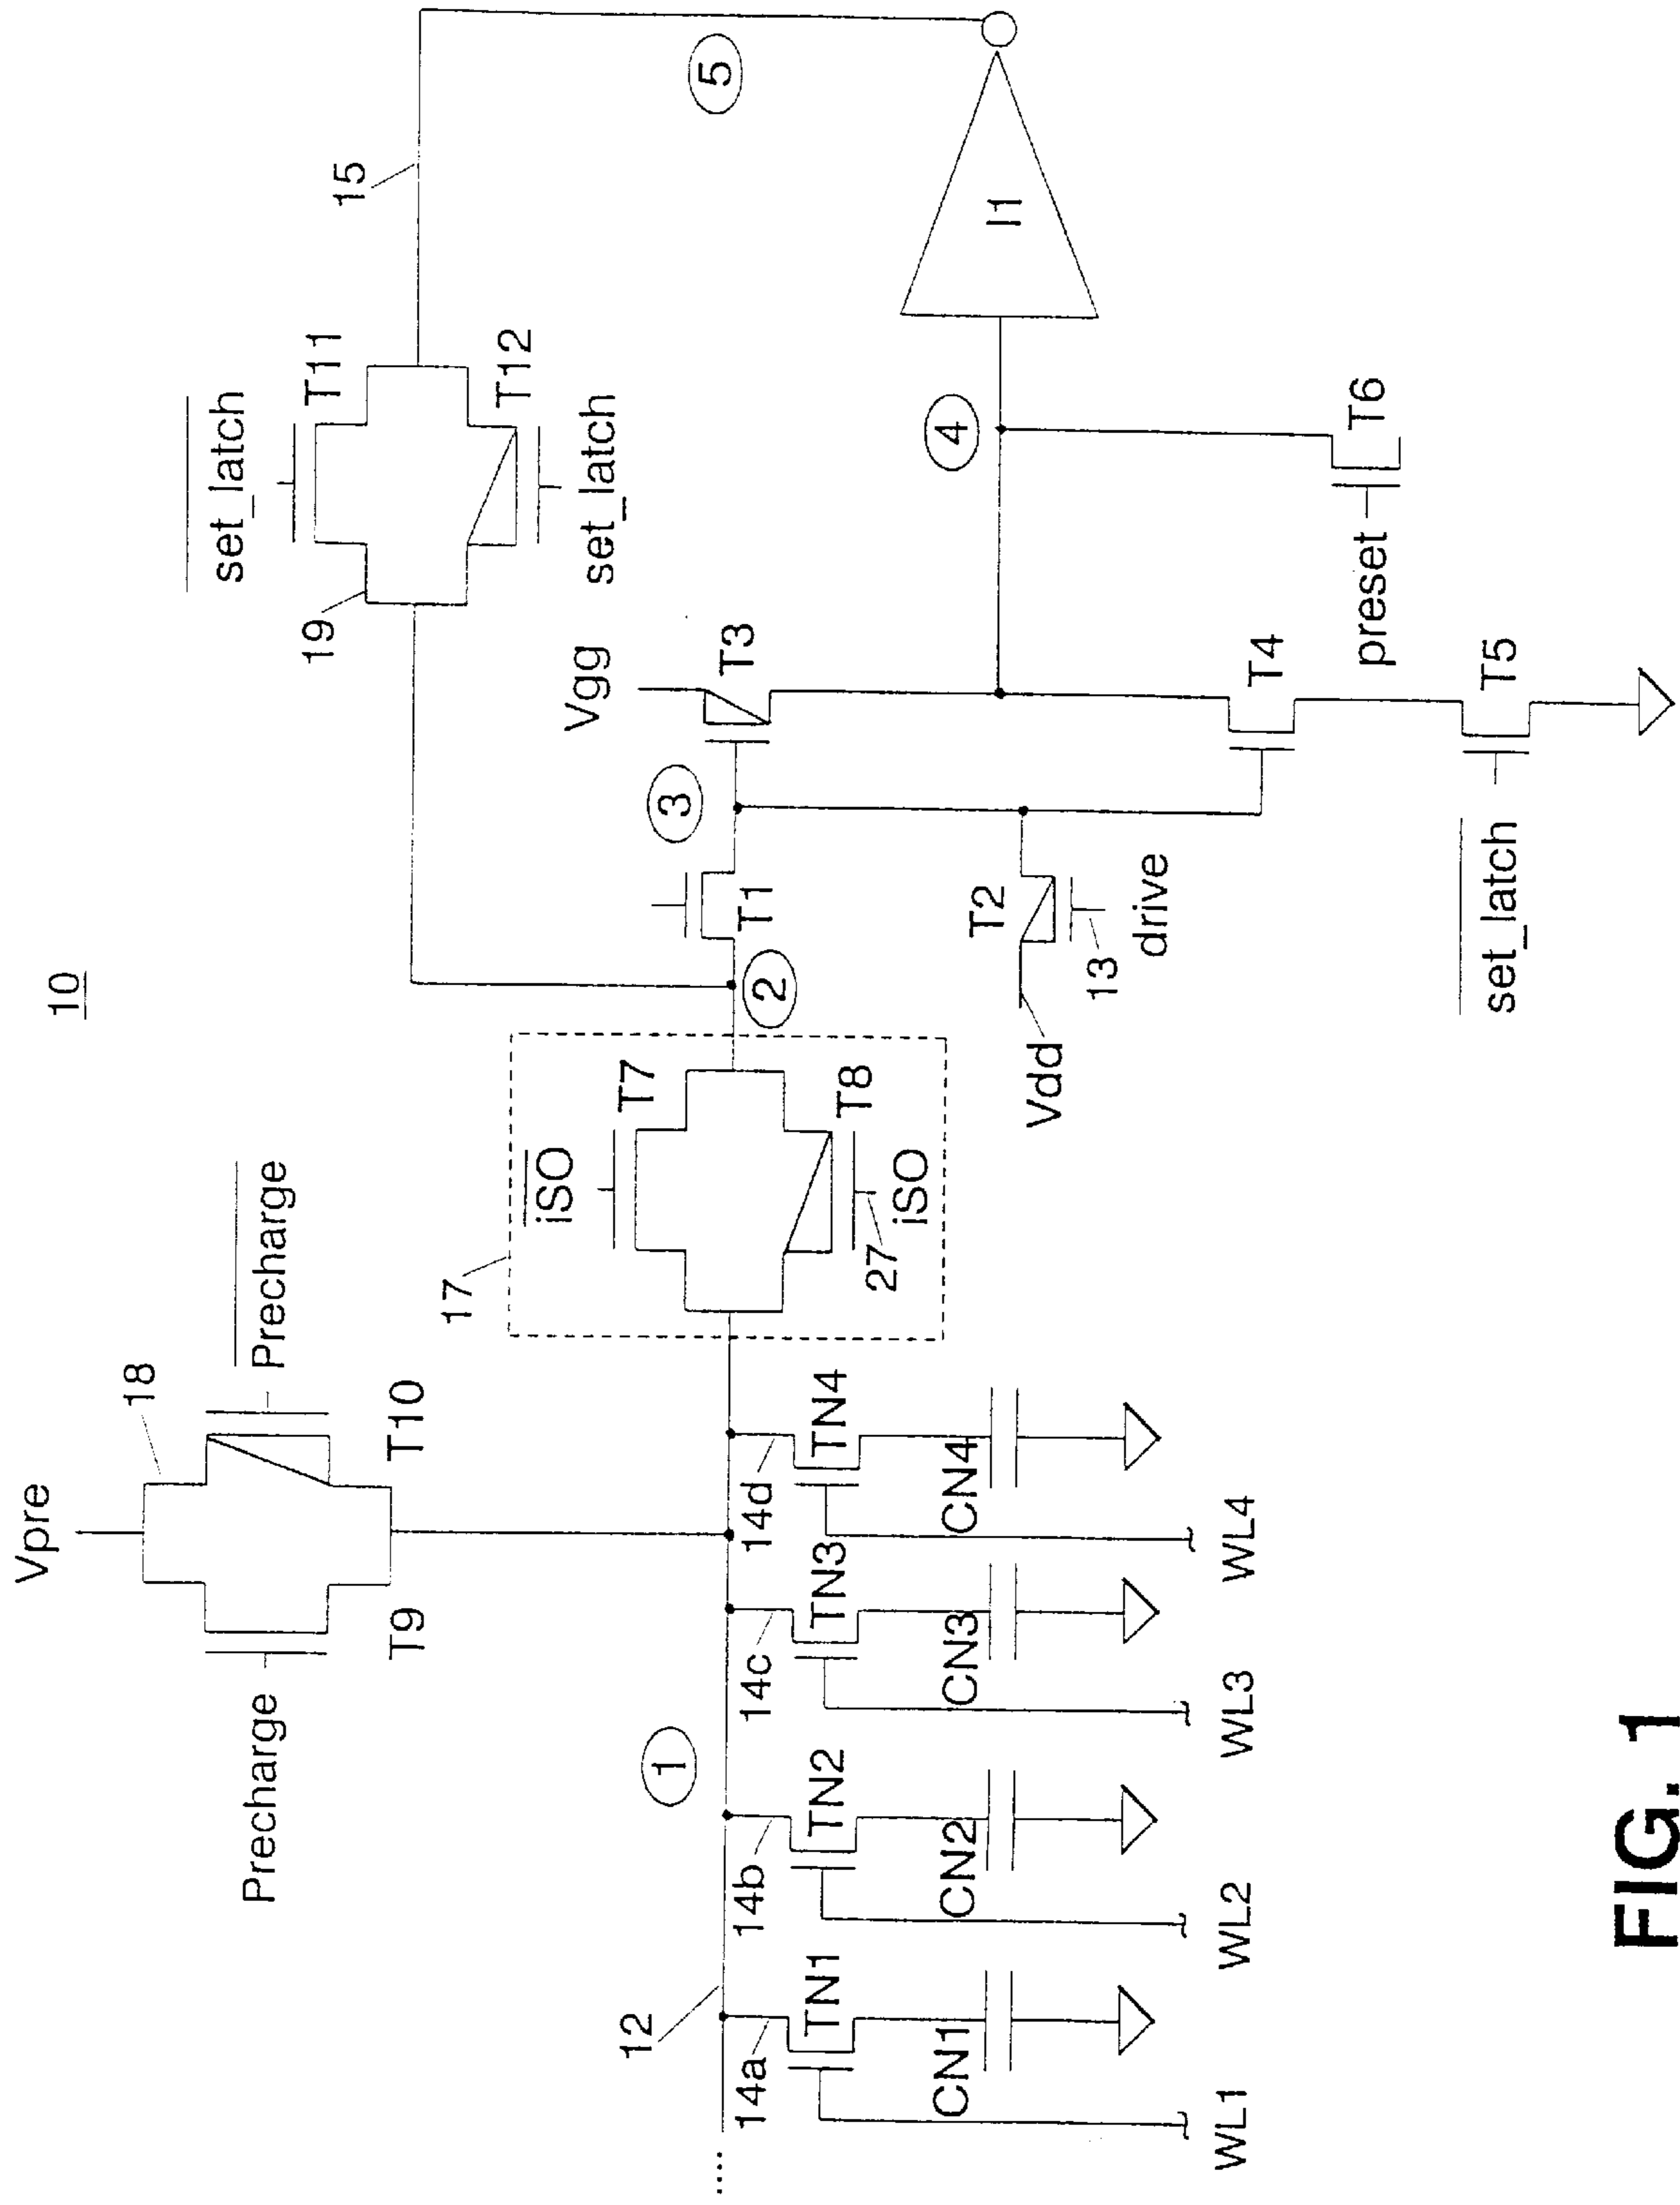 10
Vpre
18
Precharge
T9
T10
Precharge
set_latch
T11
19
15
T12
set_latch
5
17
iSO
T7
T8
27
iSO
2
T1
3
Vgg
T3
4
I1
T2
Vdd
13
drive
T4
preset
T6
set_latch
T5
....
12
1
14a
TN1
CN1
WL1
14b
TN2
CN2
WL2
14c
TN3
CN3
WL3
14d
TN4
CN4
WL4
FIG. 1